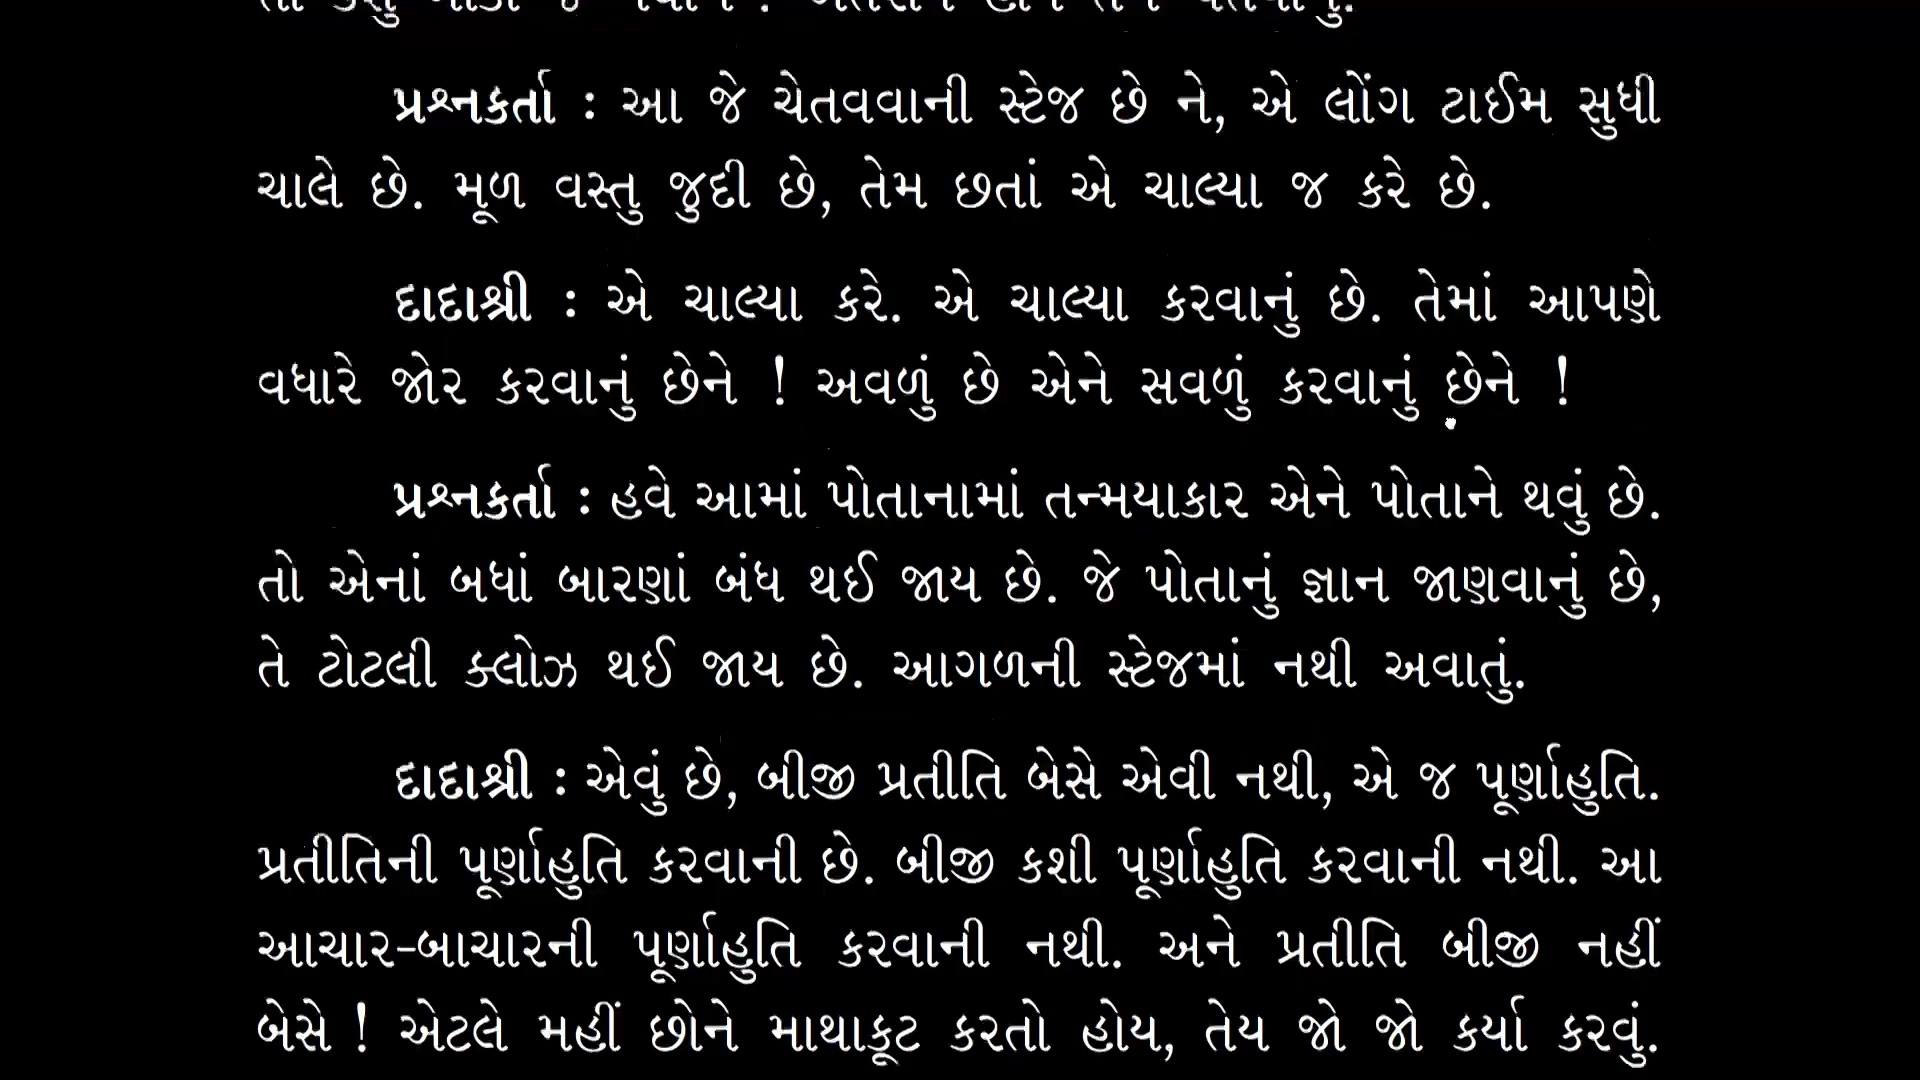 પ્રશ્નકર્તા : આ જે ચેતવવાની સ્ટેજ છે ને, એ લોંગ ટાઈમ સુધી
ચાલે છે. મૂળ વસ્તુ જુદી છે, તેમ છતાં એ ચાલ્યા જ કરે છે.
દાદાશ્રી : એ ચાલ્યા કરે. એ ચાલ્યા કરવાનું છે. તેમાં આપણે
વધારે જોર કરવાનું છેને ! અવળું છે એને સવળું કરવાનું છેને !
પ્રશ્નકર્તા : હવે આમાં પોતાનામાં તન્મયાકાર એને પોતાને થવું છે.
તો એનાં બધાં બારણાં બંધ થઈ જાય છે. જે પોતાનું જ્ઞાન જાણવાનું છે,
તે ટોટલી ક્લોઝ થઈ જાય છે. આગળની સ્ટેજમાં નથી અવાતું.
દાદાશ્રી : એવું છે, બીજી પ્રતીતિ બેસે એવી નથી, એ જ પૂર્ણાહુતિ.
પ્રતીતિની પૂર્ણાહુતિ કરવાની છે. બીજી કશી પૂર્ણાહુતિ કરવાની નથી. આ
આચાર-બાચારની પૂર્ણાહુતિ કરવાની નથી. અને પ્રતીતિ બીજી નહીં
બેસે ! એટલે મહીં છોને માથાકૂટ કરતો હોય, તેય જો જો કર્યા કરવું.